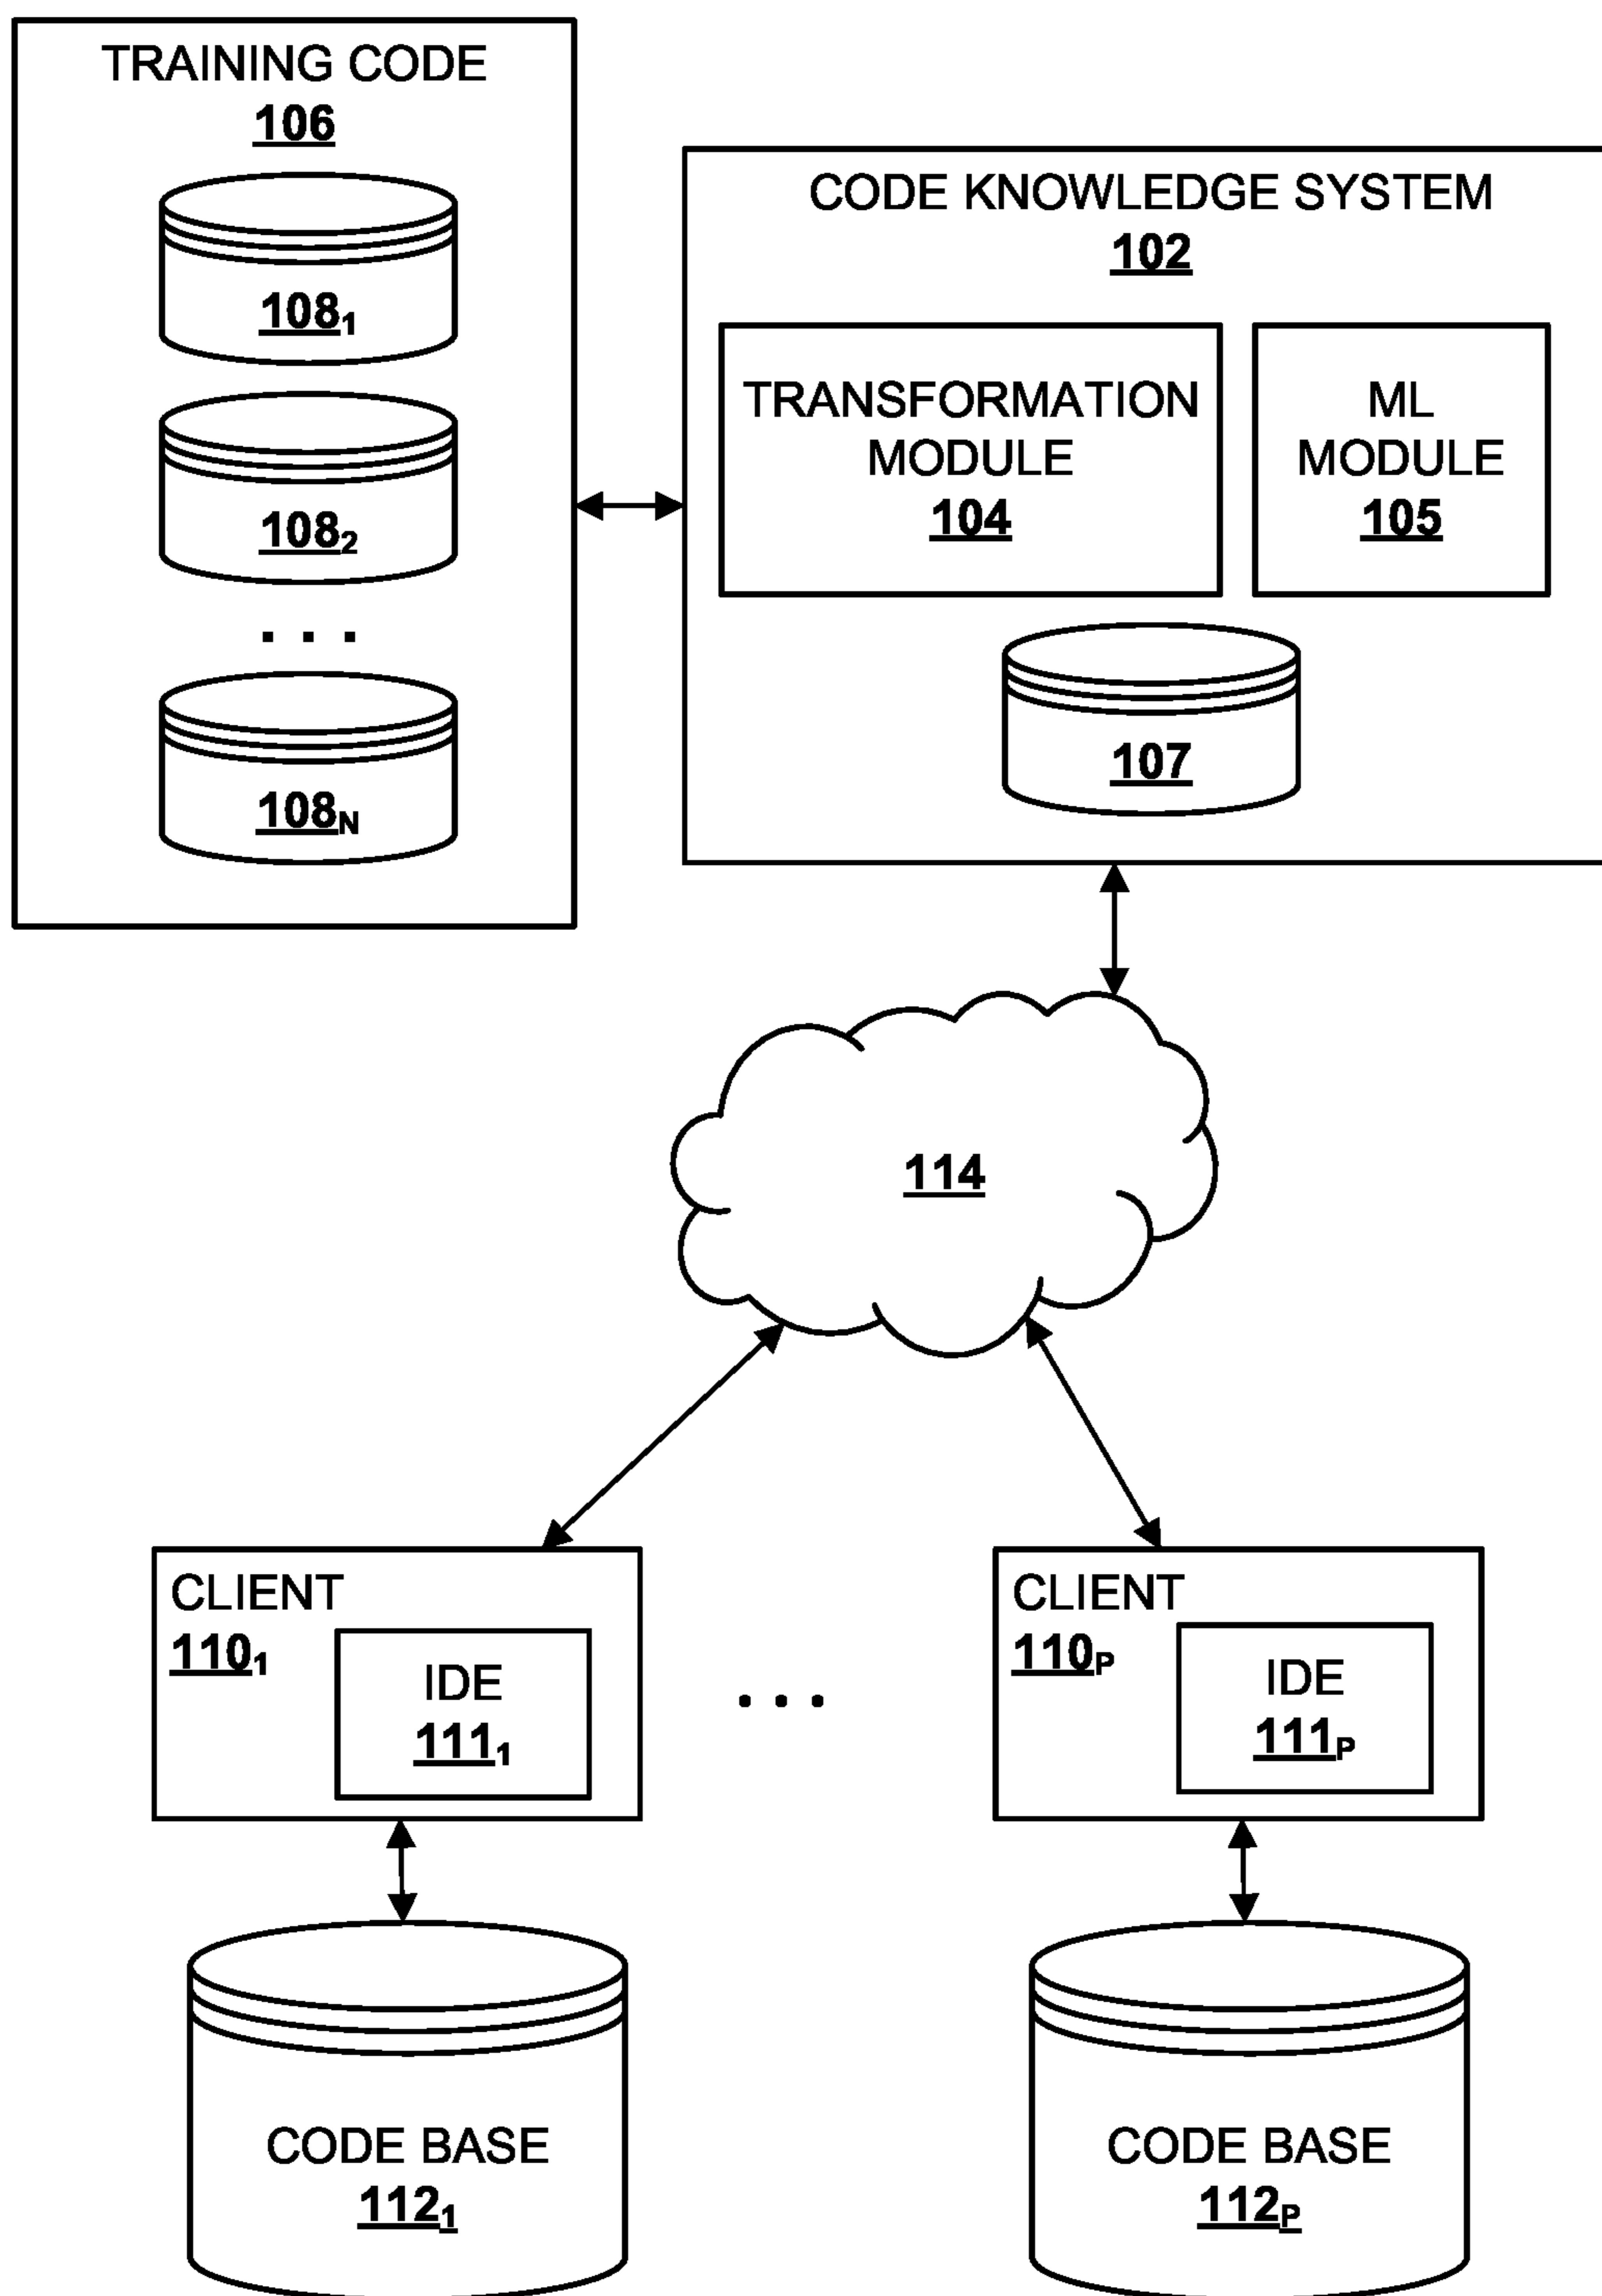 TRAINING CODE
106
108₁
108₂
. . .
108N
CODE KNOWLEDGE SYSTEM
102
TRANSFORMATION
MODULE
104
ML
MODULE
105
107
114
CLIENT
110₁
IDE
111₁
. . .
CLIENT
110P
IDE
111P
CODE BASE
112₁
CODE BASE
112P